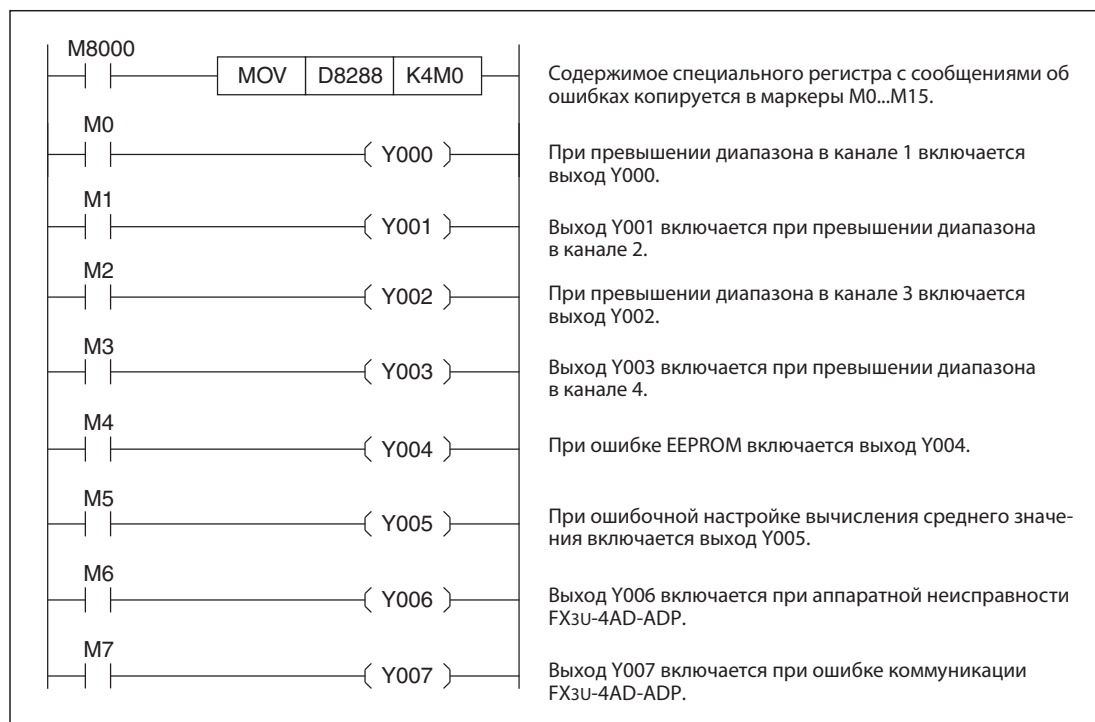 M8000
MOV D8288 K4M0
Содержимое специального регистра с сообщениями об
ошибках копируется в маркеры M0...M15.
M0
Y000
При превышении диапазона в канале 1 включается
выход Y000.
M1
Y001
Выход Y001 включается при превышении диапазона
в канале 2.
M2
Y002
При превышении диапазона в канале 3 включается
выход Y002.
M3
Y003
Выход Y003 включается при превышении диапазона
в канале 4.
M4
Y004
При ошибке EEPROM включается выход Y004.
M5
Y005
При ошибочной настройке вычисления среднего значе-
ния включается выход Y005.
M6
Y006
Выход Y006 включается при аппаратной неисправности
FX3U-4AD-ADP.
M7
Y007
Выход Y007 включается при ошибке коммуникации
FX3U-4AD-ADP.